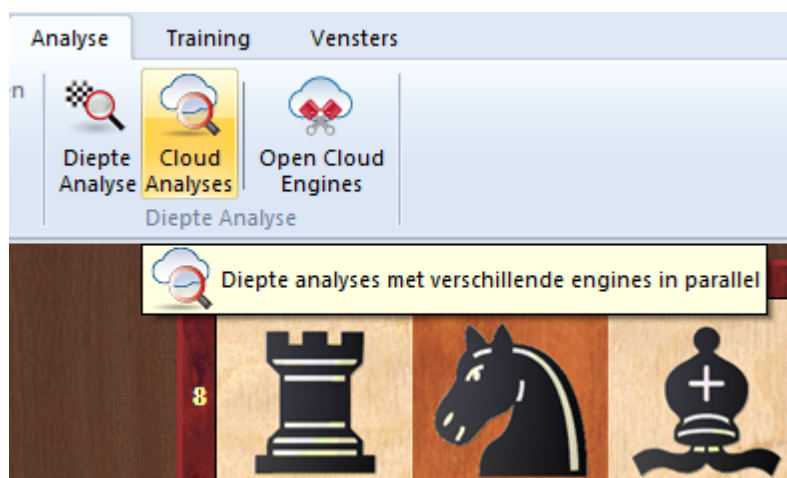 Analyse Training Vensters
n
Diepte Analyse
Cloud Analyses
Open Cloud Engines
Diepte Analyse
Diepte analyses met verschillende engines in parallel
8